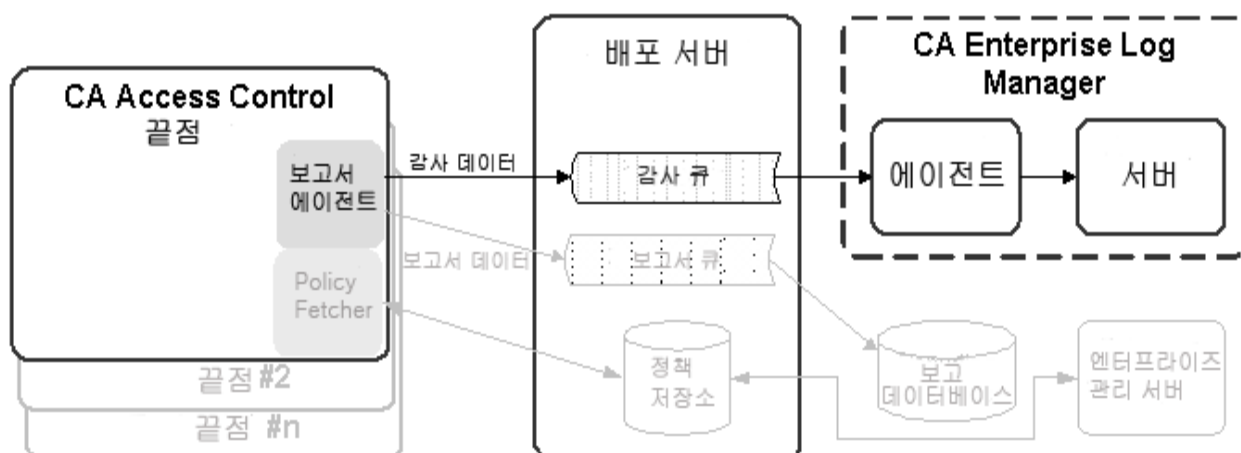 CA Access Control
끝점
보고서
에이전트
Policy
Fetcher
끝점 #2
끝점 #n
감사 데이터
보고서 데이터
배포 서버
감사 큐
보고서 큐
정책
저장소
CA Enterprise Log
Manager
에이전트
서버
보고
데이터베이스
엔터프라이즈
관리 서버